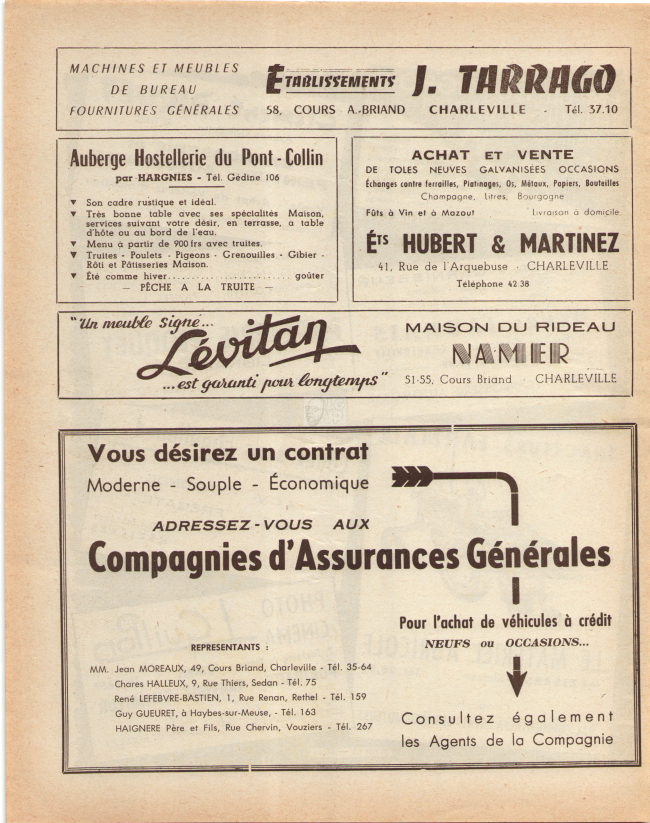 MACHINES ET MEUBLES
DE BUREAU
FOURNITURES GÉNÉRALES
ÉTABLISSEMENTS J. TARRAGO
58, COURS A.-BRIAND CHARLEVILLE - Tél. 37.10
Auberge Hostellerie du Pont-Collin
par HARGNIES - Tél. Gédine 106
▼ Son cadre rustique et idéal.
▼ Très bonne table avec ses spécialités Maison,
services suivant votre désir, en terrasse, a table
d'hôte ou au bord de l'eau.
▼ Menu à partir de 900 frs avec truites.
▼ Truites - Poulets - Pigeons - Grenouilles - Gibier -
Rôti et Pâtisseries Maison.
▼ Été comme hiver............................ goûter
— PÊCHE A LA TRUITE —
ACHAT ET VENTE
DE TOLES NEUVES GALVANISÉES OCCASIONS
Échanges contre ferrailles, Platinages, Os, Métaux, Papiers, Bouteilles
Champagne, Litres, Bourgogne
Fûts à Vin et à Mazout Livraison à domicile
ÉTS HUBERT & MARTINEZ
41, Rue de l'Arquebuse - CHARLEVILLE
Téléphone 42 38
"Un meuble Signé...
Lévitan
...est garanti pour longtemps"
MAISON DU RIDEAU
NAMER
51-55, Cours Briand - CHARLEVILLE
Vous désirez un contrat
Moderne - Souple - Économique
ADRESSEZ-VOUS AUX
Compagnies d'Assurances Générales
Pour l'achat de véhicules à crédit
NEUFS ou OCCASIONS...
REPRESENTANTS :
MM. Jean MOREAUX, 49, Cours Briand, Charleville - Tél. 35-64
Chares HALLEUX, 9, Rue Thiers, Sedan - Tél. 75
René LEFEBVRE-BASTIEN, 1, Rue Renan, Rethel - Tél. 159
Guy GUEURET, à Haybes-sur-Meuse, - Tél. 163
HAIGNERE Père et Fils, Rue Chervin, Vouziers - Tél. 267
Consultez également
les Agents de la Compagnie